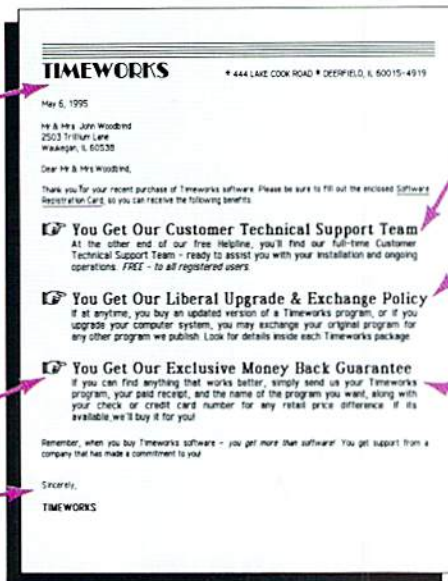 TIMEWORKS * 444 LAKE COOK ROAD * DEERFIELD, IL 60015-4919
May 6, 1995
Mr & Mrs John Woodbind
2503 Trillium Lane
Waukegan, IL 60538
Dear Mr & Mrs Woodbind,
Thank you for your recent purchase of Timeworks software. Please be sure to fill out the enclosed Software
Registration Card, so you can receive the following benefits.
You Get Our Customer Technical Support Team
At the other end of our free Helpline, you'll find our full-time Customer
Technical Support Team - ready to assist you with your installation and ongoing
operations. FREE - to all registered users.
You Get Our Liberal Upgrade & Exchange Policy
If at anytime, you buy an updated version of a Timeworks program, or if you
upgrade your computer system, you may exchange your original program for
any other program we publish. Look for details inside each Timeworks package.
You Get Our Exclusive Money Back Guarantee
If you can find anything that works better, simply send us your Timeworks
program, your paid receipt, and the name of the program you want, along with
your check or credit card number for any retail price difference. If its
available, we'll buy it for you!
Remember, when you buy Timeworks software - you get more than software! You get support from a
company that has made a commitment to you!
Sincerely,
TIMEWORKS